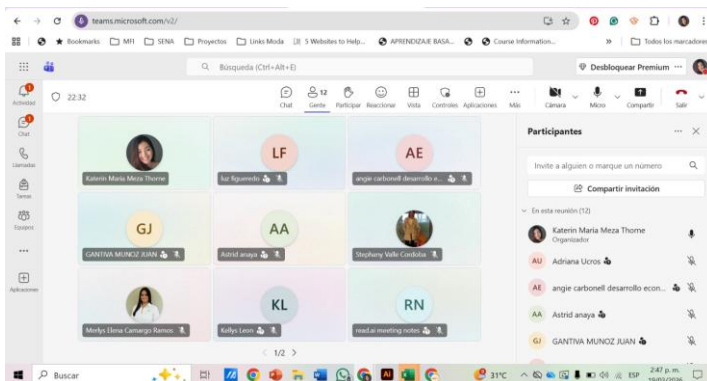 teams.microsoft.com/v2/
Bookmarks MFI SENA Proyectos Links Moda 5 Websites to Help... APRENDIZAJE BASA... Course Information... » Todos los marcadores
Búsqueda (Ctrl+Alt+E) Desbloquear Premium ...
Actividad
Chat
Llamadas
Tareas
Equipos
...
Aplicaciones
22:32
12
Chat Gente Participar Reaccionar Vista Controles Aplicaciones Más Cámara Micro Compartir Salir
Katerin Maria Meza Thorne
LF
luz figueredo
AE
angie carbonell desarrollo e...
GJ
GANTIVA MUNOZ JUAN
AA
Astrid anaya
Stephany Valle Cordoba
Merlys Elena Camargo Ramos
KL
Kellys Leon
RN
read.ai meeting notes
1/2
Participantes
Invite a alguien o marque un número
Compartir invitación
En esta reunión (12)
Katerin Maria Meza Thorne
Organizador
AU Adriana Ucros
AE angie carbonell desarrollo econ...
AA Astrid anaya
GJ GANTIVA MUNOZ JUAN
Buscar
31°C
ESP
2:47 p. m.
19/03/2026